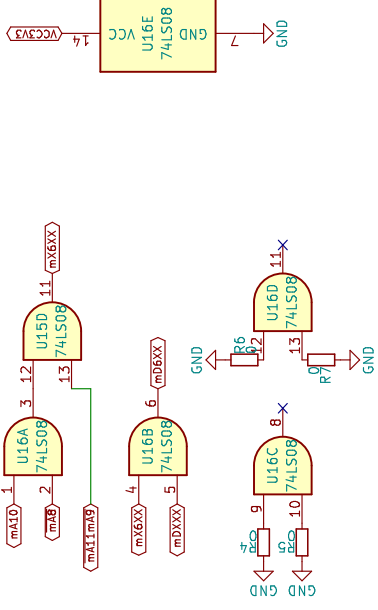 VCC3V3
14
VCC
U16E
74LS08
GND
7
GND
mX6XX
11
U15D
74LS08
12
13
3
U16A
74LS08
1
2
mA10
mA8
mA11mA9
mD6XX
6
U16B
74LS08
4
5
mX6XX
mDXXX
11
U16D
74LS08
12
13
GND
R6
0
0
R7
GND
8
U16C
74LS08
9
10
R4
0
R5
0
GND
GND